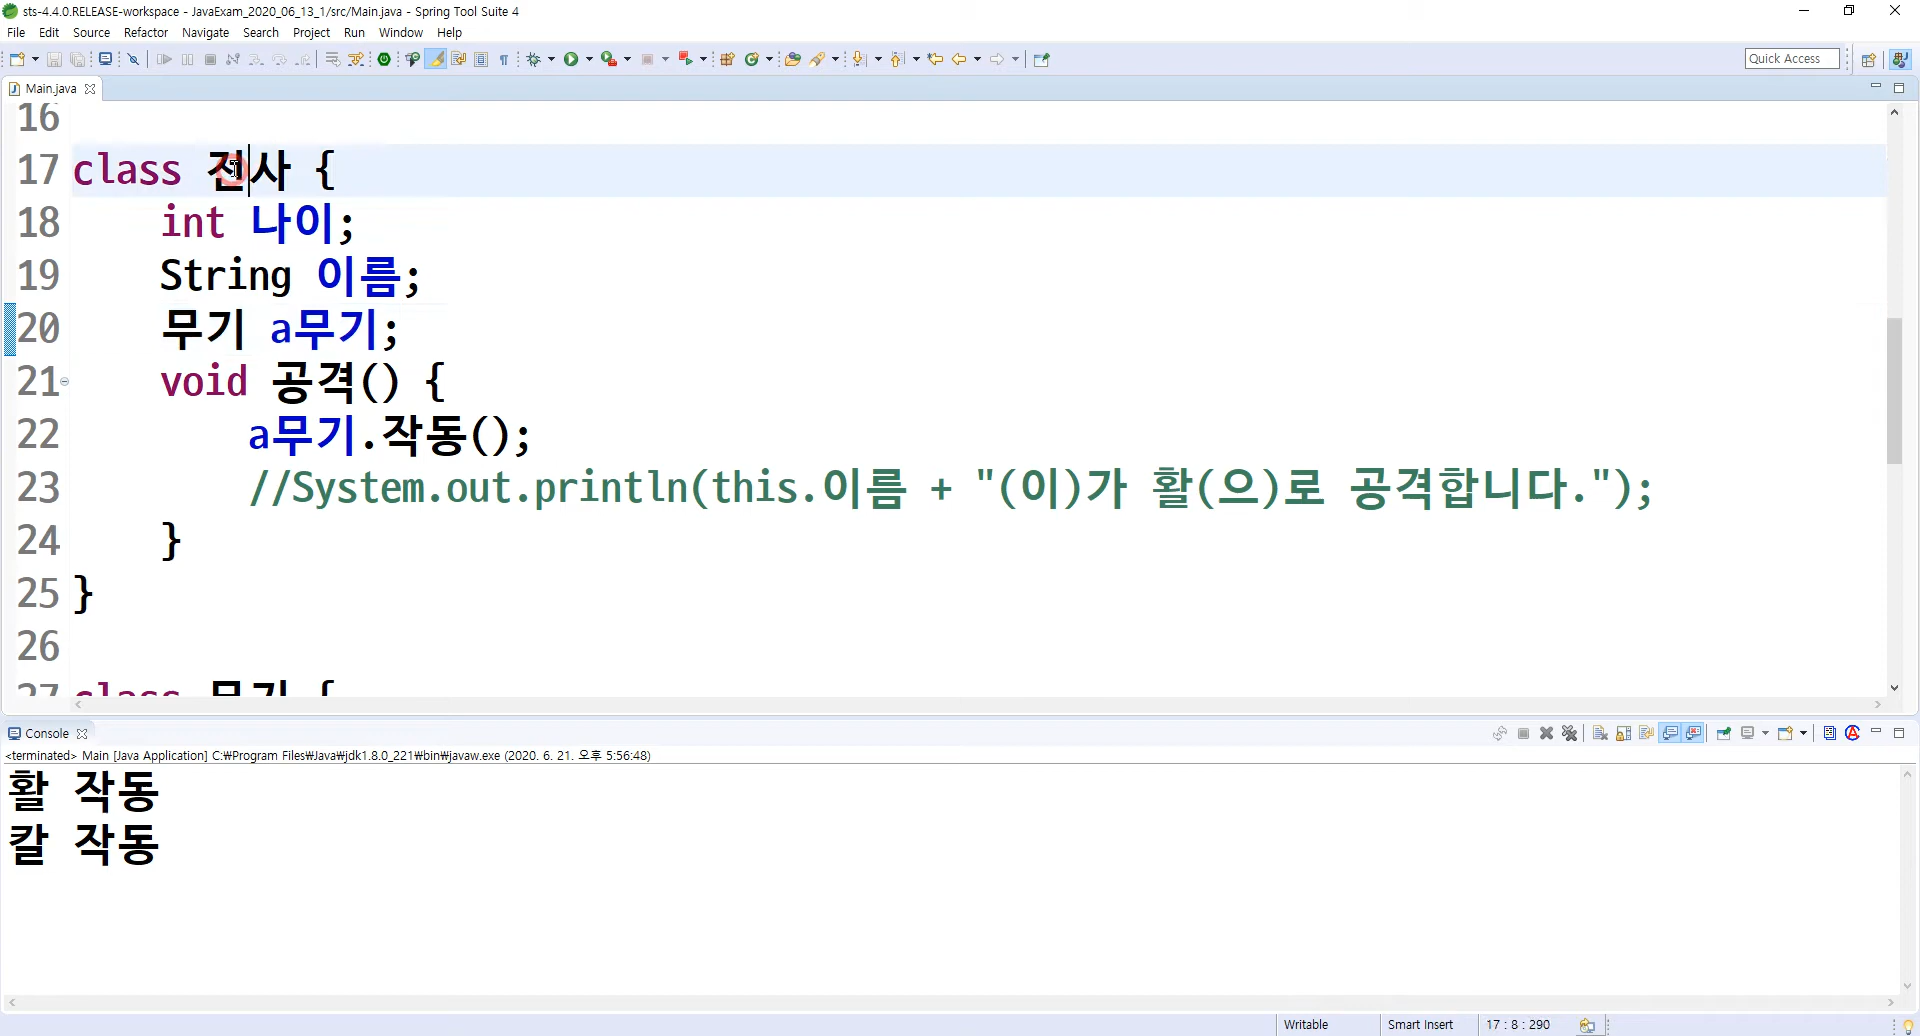 sts-4.4.0.RELEASE-workspace - JavaExam_2020_06_13_1/src/Main.java - Spring Tool Suite 4
File Edit Source Refactor Navigate Search Project Run Window Help
Quick Access
Main.java
16
17 class 전사 {
18 int 나이;
19 String 이름;
20 무기 a무기;
21 void 공격() {
22 a무기.작동();
23 //System.out.println(this.이름 + "(이)가 활(으)로 공격합니다.");
24 }
25 }
26
27 class 무기 {
Console
<terminated> Main [Java Application] C:₩Program Files₩Java₩jdk1.8.0_221₩bin₩javaw.exe (2020. 6. 21. 오후 5:56:48)
활 작동
칼 작동
Writable Smart Insert 17 : 8 : 290